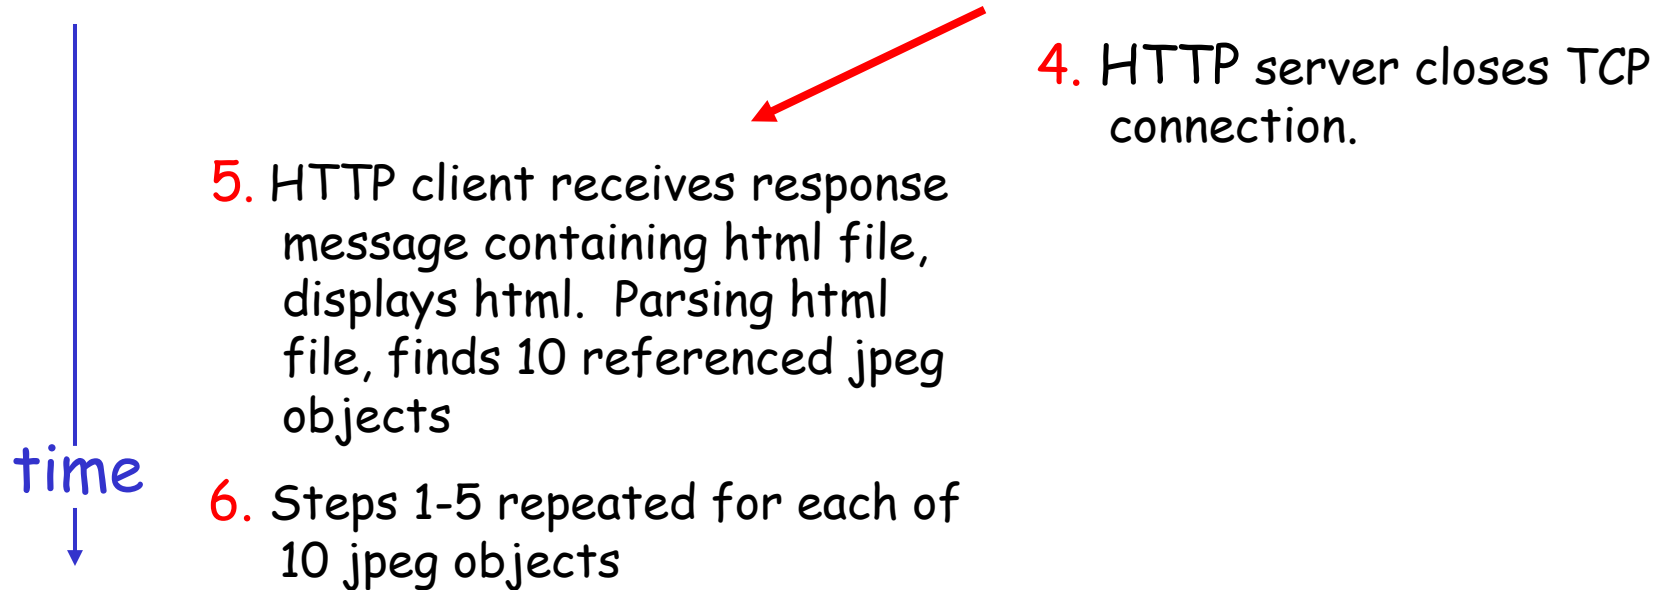 4. HTTP server closes TCP
connection.
5. HTTP client receives response
message containing html file,
displays html. Parsing html
file, finds 10 referenced jpeg
objects
time
6. Steps 1-5 repeated for each of
10 jpeg objects